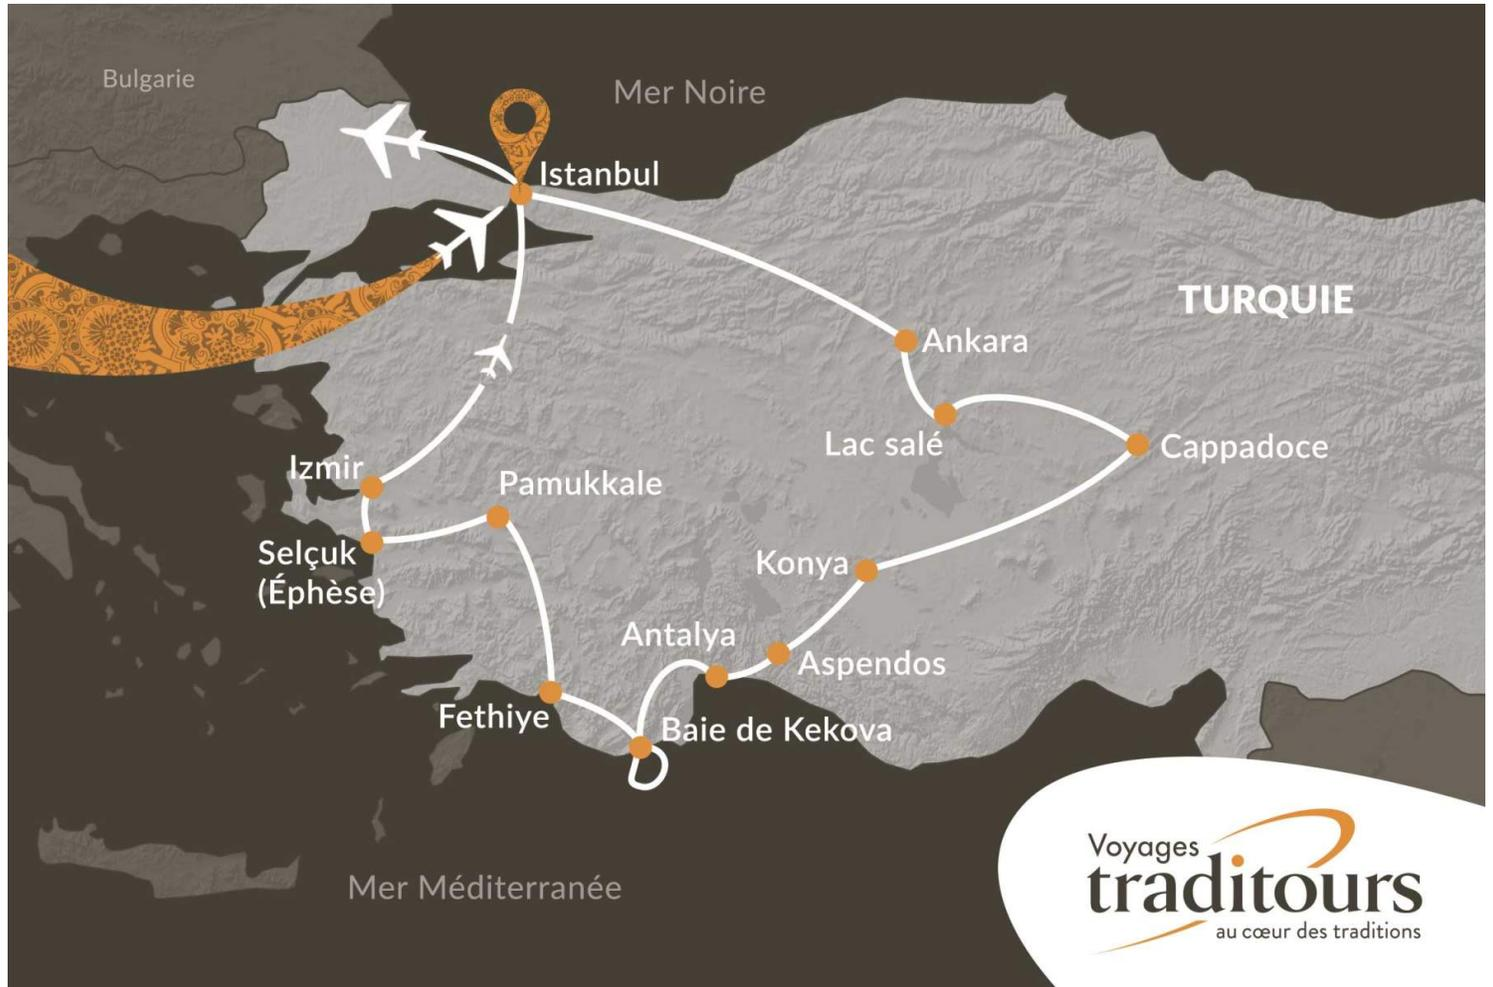 Bulgarie
Mer Noire
Istanbul
TURQUIE
Ankara
Lac salé
Cappadoce
Izmir
Pamukkale
Selçuk
(Éphèse)
Konya
Antalya
Aspendos
Fethiye
Baie de Kekova
Mer Méditerranée
Voyages
traditours
au cœur des traditions